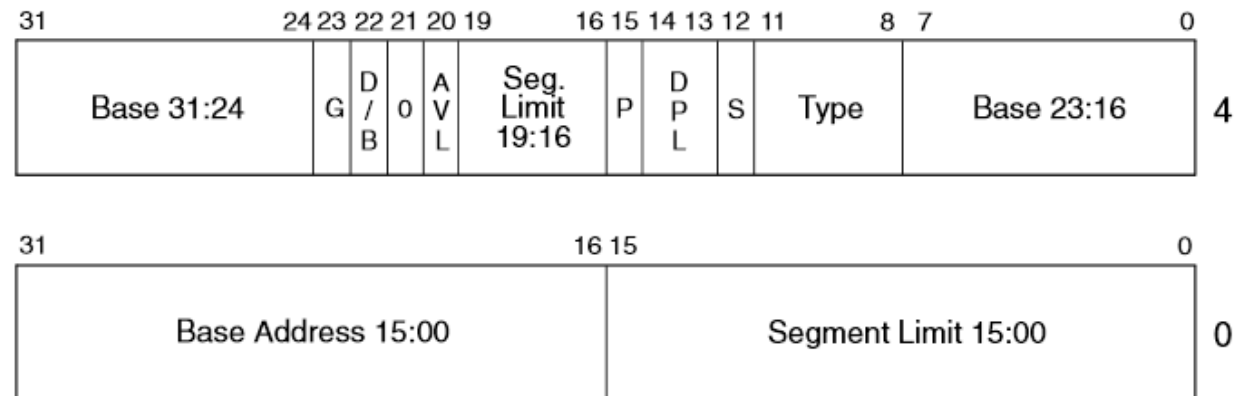 31 24 23 22 21 20 19 16 15 14 13 12 11 8 7 0
Base 31:24 G D/B 0 AVL Seg. Limit 19:16 P DPL S Type Base 23:16 4
31 16 15 0
Base Address 15:00 Segment Limit 15:00 0